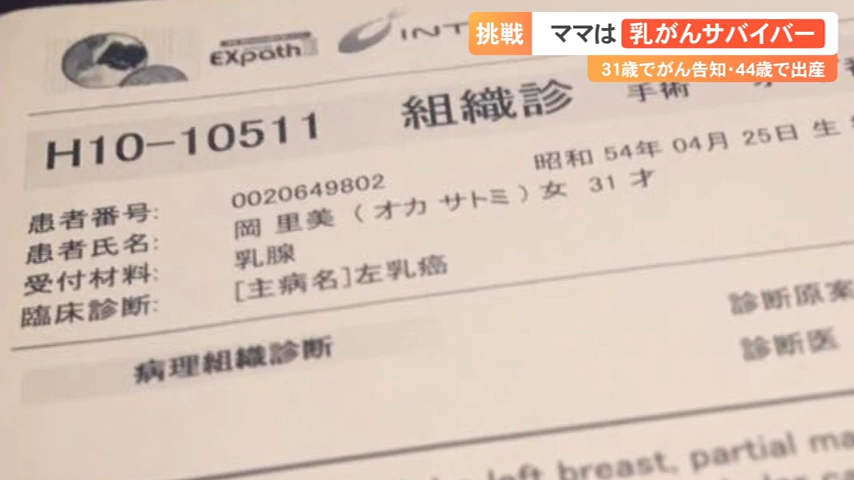 挑戦 ママは 乳がんサバイバー
31歳でがん告知・44歳で出産
EXpath INT
H10-10511 組織診 手術
昭和 54年 04月 25日 生
患者番号: 0020649802
患者氏名: 岡 里美 (オカ サトミ) 女 31 才
受付材料: 乳腺
臨床診断: [主病名]左乳癌
病理組織診断
診断原案
診断医
left breast, partial ma